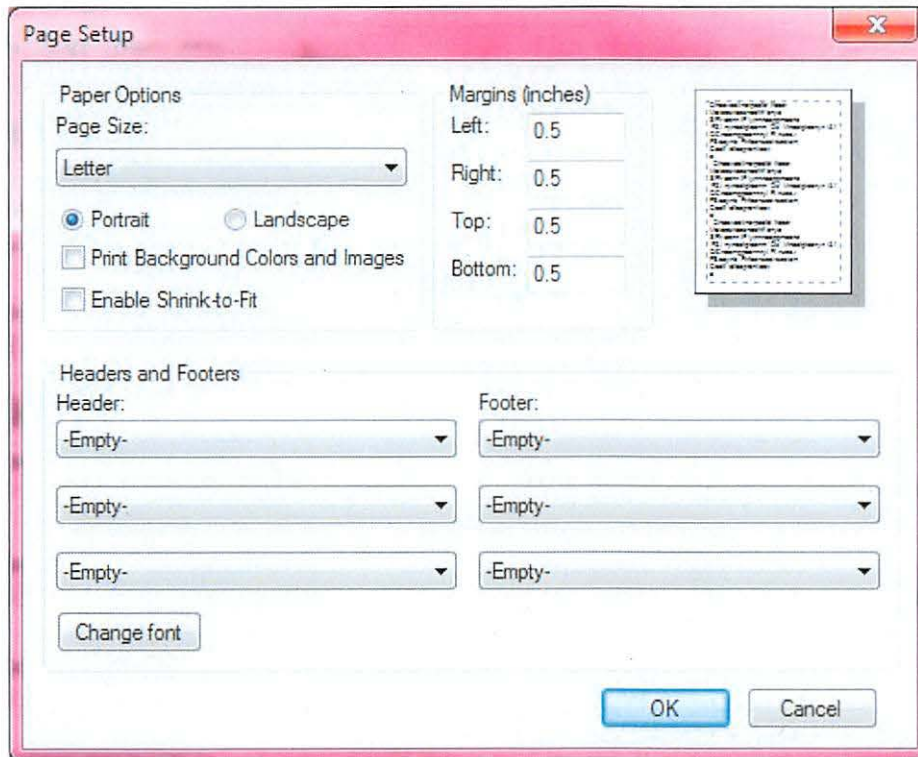 Page Setup
Paper Options
Page Size:
Letter
Portrait
Landscape
Print Background Colors and Images
Enable Shrink-to-Fit
Margins (inches)
Left: 0.5
Right: 0.5
Top: 0.5
Bottom: 0.5
Headers and Footers
Header:
Footer:
-Empty-
-Empty-
-Empty-
-Empty-
-Empty-
-Empty-
Change font
OK
Cancel